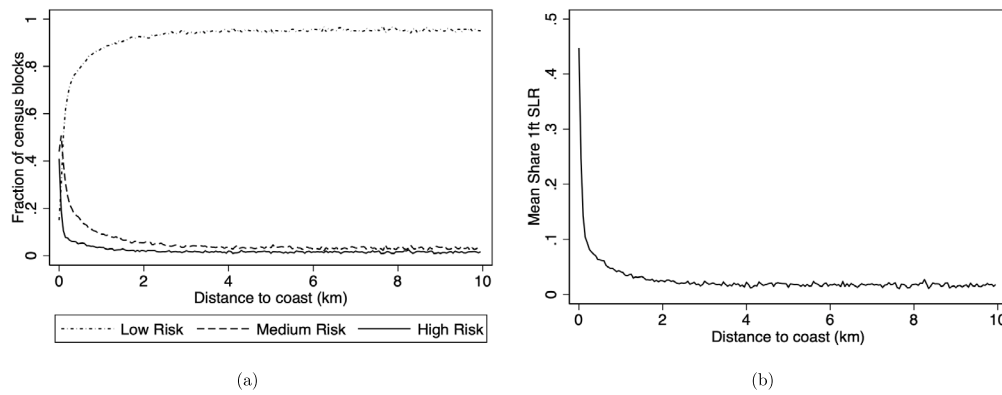 Fraction of census blocks
1
.8
.6
.4
.2
0
0 2 4 6 8 10
Distance to coast (km)
Low Risk Medium Risk High Risk
(a)
Mean Share 1ft SLR
.5
.4
.3
.2
.1
0
0 2 4 6 8 10
Distance to coast (km)
(b)